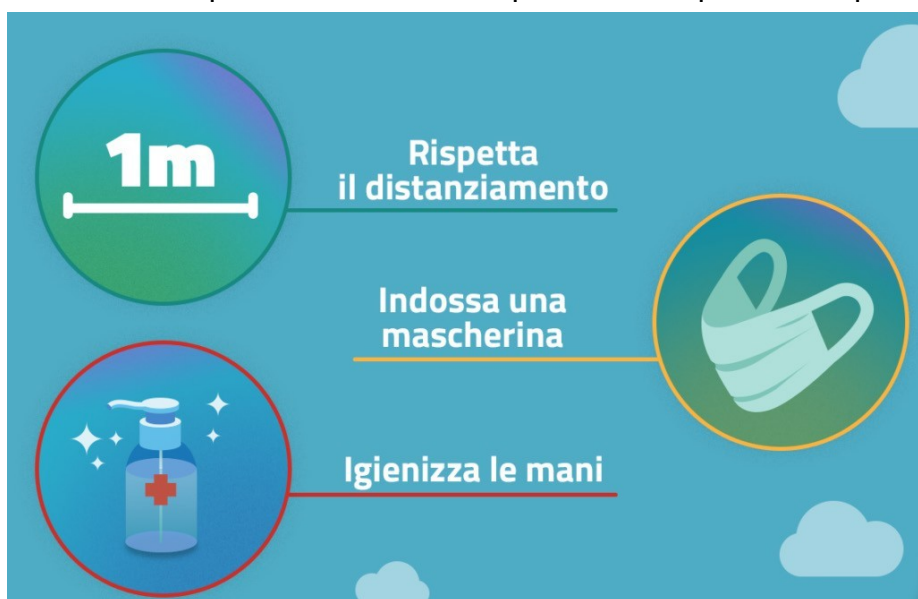 1m
Rispetta
il distanziamento
Indossa una
mascherina
Igienizza le mani